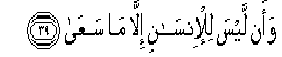 وَأَن لَّيْسَ لِلْإِنسَـٰنِ إِلَّا مَا سَعَىٰ ٣٩